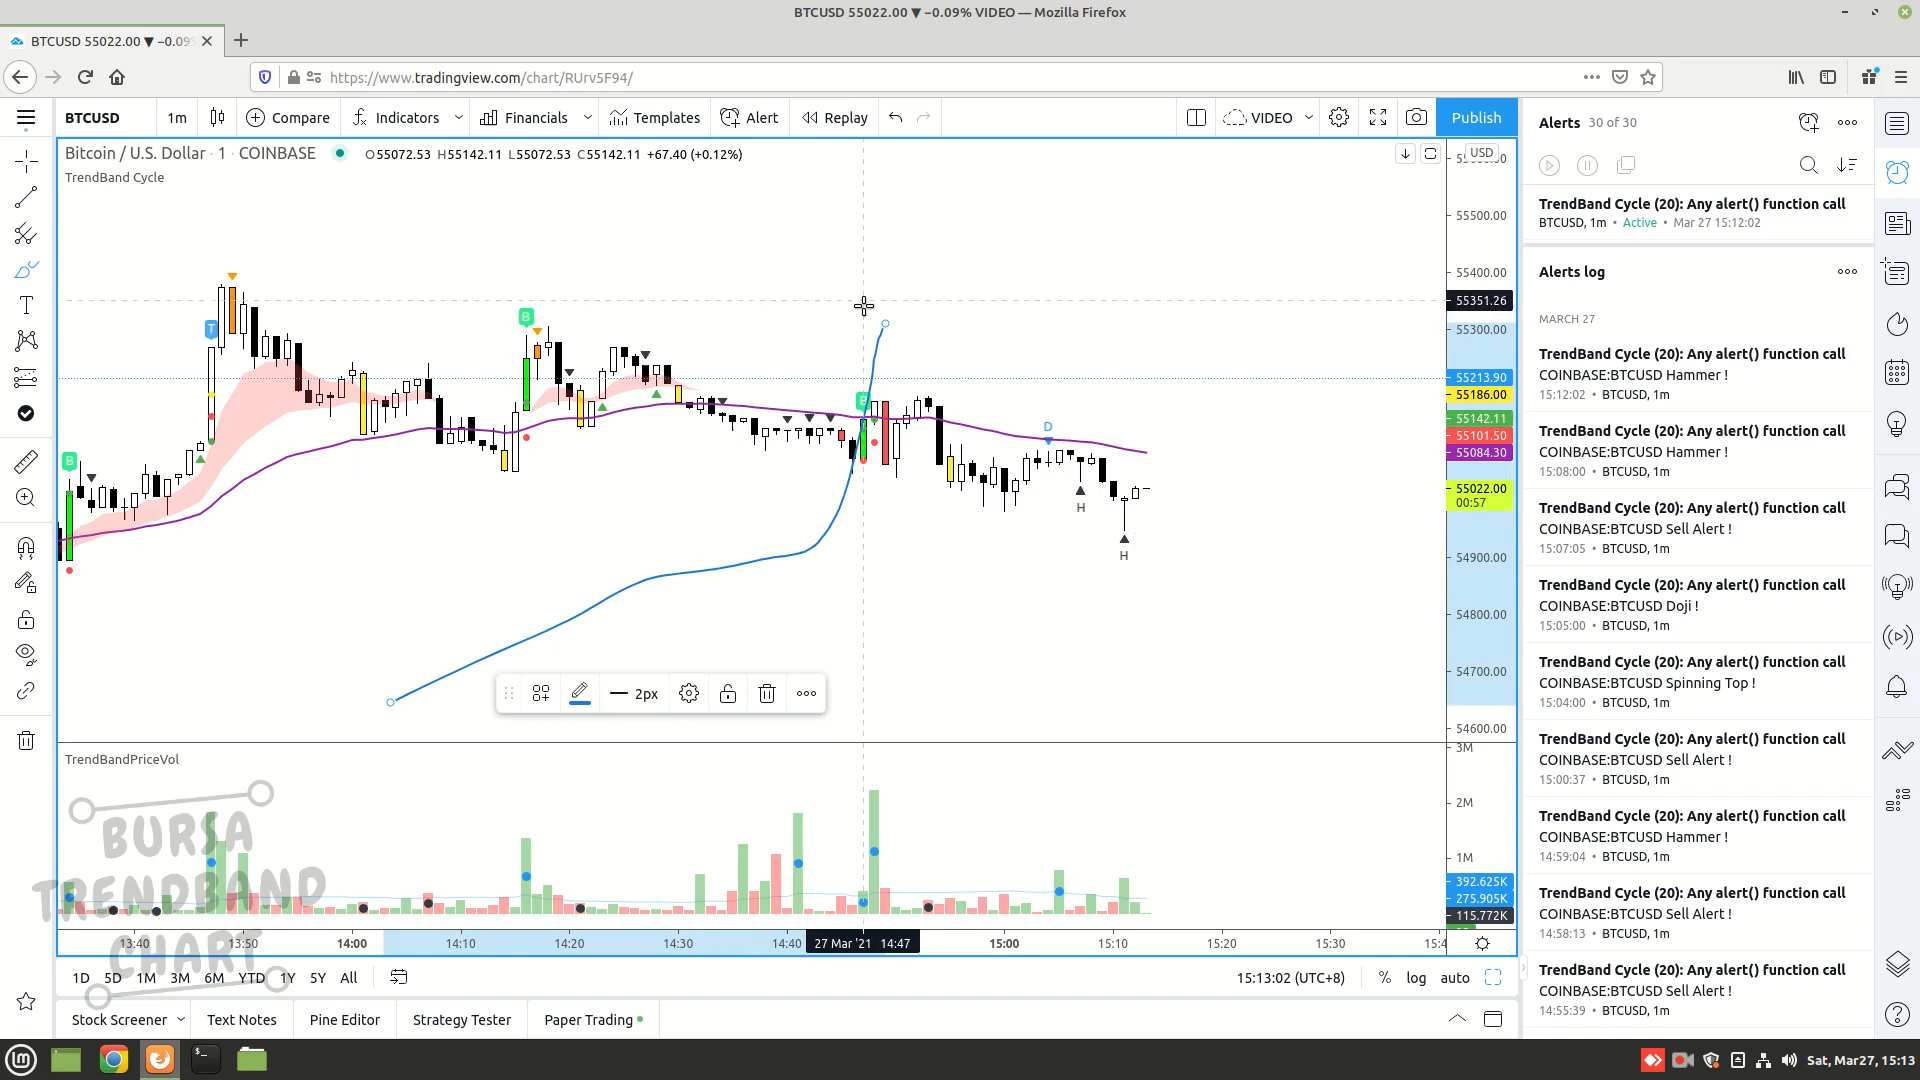 BTCUSD 55022.00 ▼ −0.09% VIDEO — Mozilla Firefox
BTCUSD 55022.00 ▼ −0.09%
https://www.tradingview.com/chart/RUrv5F94/
BTCUSD 1m Compare Indicators Financials Templates Alert Replay VIDEO Publish
Bitcoin / U.S. Dollar · 1 · COINBASE O55072.53 H55142.11 L55072.53 C55142.11 +67.40 (+0.12%)
TrendBand Cycle
USD
55500.00
55400.00
55351.26
55300.00
55213.90
55186.00
55142.11
55101.50
55084.30
55022.00
00:57
54900.00
54800.00
54700.00
54600.00
T
B
B
B
D
H
H
2px
TrendBandPriceVol
3M
2M
1M
392.625K
275.905K
115.772K
BURSA
TRENDBAND
CHART
13:40 13:50 14:00 14:10 14:20 14:30 14:40 27 Mar '21 14:47 15:00 15:10 15:20 15:30 15:4
1D 5D 1M 3M 6M YTD 1Y 5Y All 15:13:02 (UTC+8) % log auto
Stock Screener Text Notes Pine Editor Strategy Tester Paper Trading
Alerts 30 of 30
TrendBand Cycle (20): Any alert() function call
BTCUSD, 1m • Active • Mar 27 15:12:02
Alerts log
MARCH 27
TrendBand Cycle (20): Any alert() function call
COINBASE:BTCUSD Hammer !
15:12:02 • BTCUSD, 1m
TrendBand Cycle (20): Any alert() function call
COINBASE:BTCUSD Hammer !
15:08:00 • BTCUSD, 1m
TrendBand Cycle (20): Any alert() function call
COINBASE:BTCUSD Sell Alert !
15:07:05 • BTCUSD, 1m
TrendBand Cycle (20): Any alert() function call
COINBASE:BTCUSD Doji !
15:05:00 • BTCUSD, 1m
TrendBand Cycle (20): Any alert() function call
COINBASE:BTCUSD Spinning Top !
15:04:00 • BTCUSD, 1m
TrendBand Cycle (20): Any alert() function call
COINBASE:BTCUSD Sell Alert !
15:00:37 • BTCUSD, 1m
TrendBand Cycle (20): Any alert() function call
COINBASE:BTCUSD Hammer !
14:59:04 • BTCUSD, 1m
TrendBand Cycle (20): Any alert() function call
COINBASE:BTCUSD Sell Alert !
14:58:13 • BTCUSD, 1m
TrendBand Cycle (20): Any alert() function call
COINBASE:BTCUSD Sell Alert !
14:55:39 • BTCUSD, 1m
Sat, Mar27, 15:13